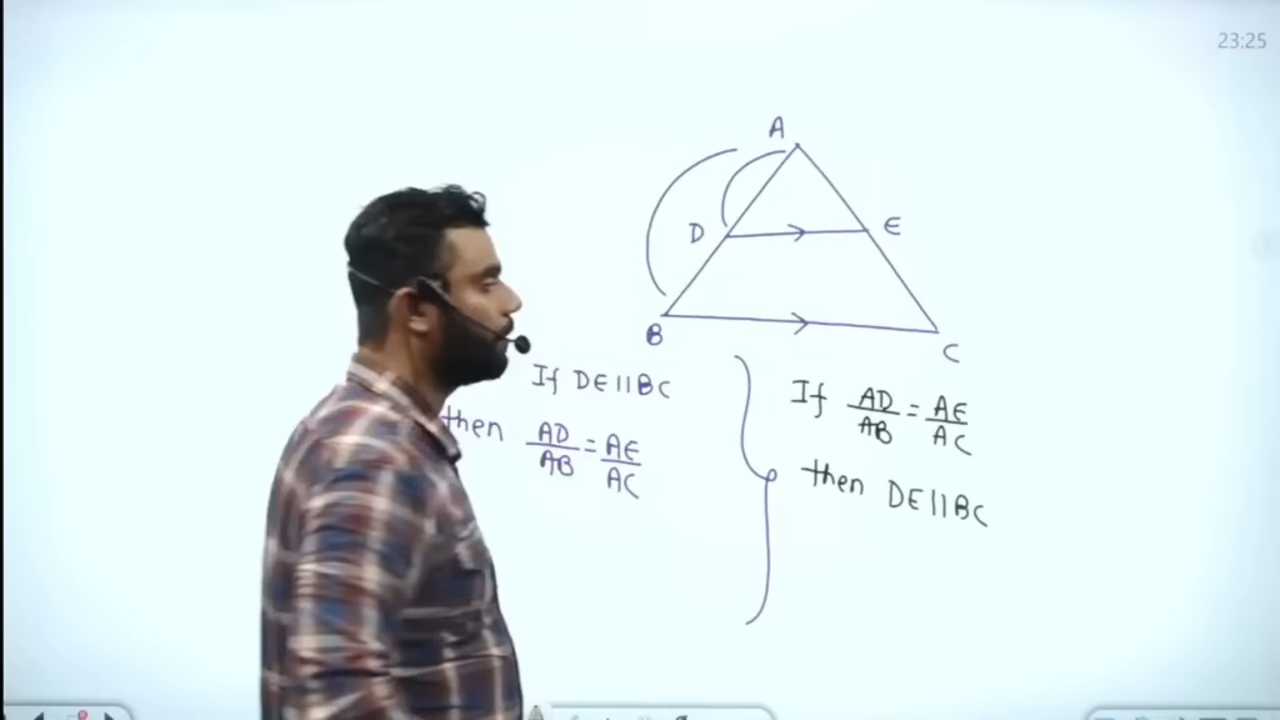 23:25
A
D
E
B
C
If DE||BC
then AD/AB = AE/AC
If AD/AB = AE/AC
then DE||BC